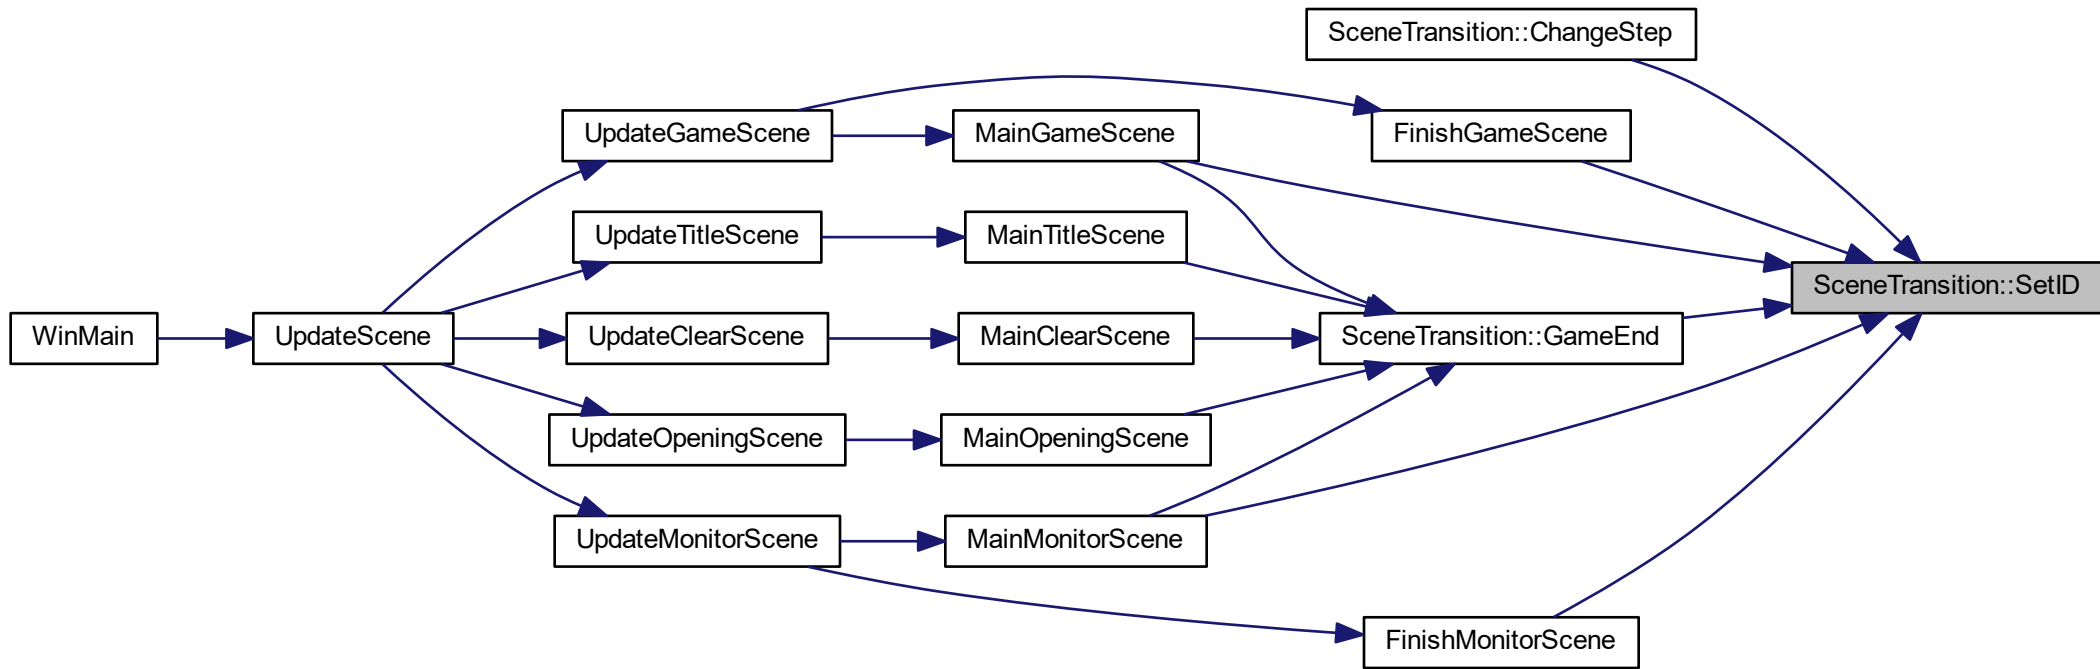 SceneTransition::ChangeStep
UpdateGameScene
MainGameScene
FinishGameScene
UpdateTitleScene
MainTitleScene
SceneTransition::SetID
WinMain
UpdateScene
UpdateClearScene
MainClearScene
SceneTransition::GameEnd
UpdateOpeningScene
MainOpeningScene
UpdateMonitorScene
MainMonitorScene
FinishMonitorScene